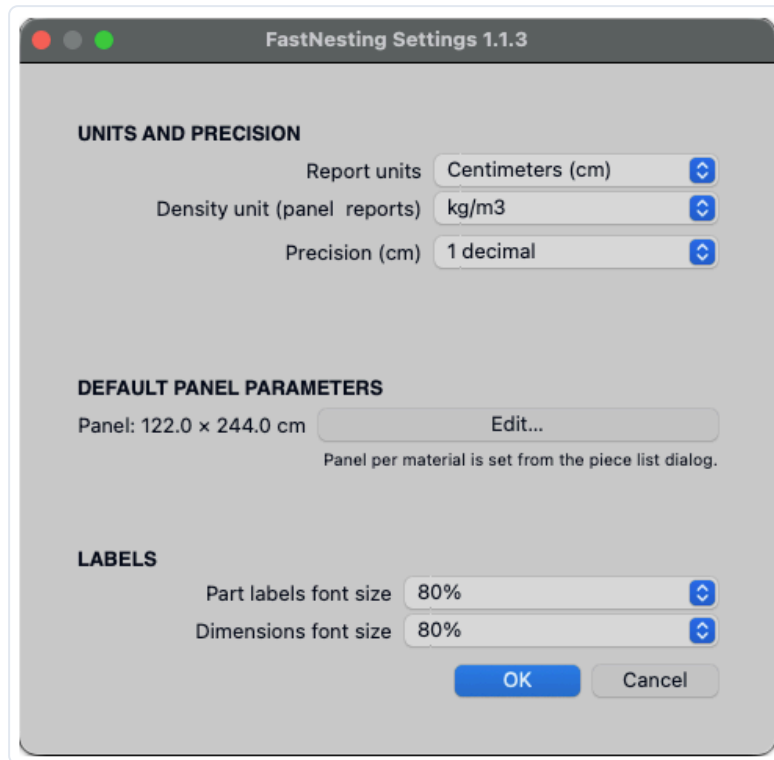 FastNesting Settings 1.1.3
UNITS AND PRECISION
Report units Centimeters (cm)
Density unit (panel reports) kg/m3
Precision (cm) 1 decimal
DEFAULT PANEL PARAMETERS
Panel: 122.0 × 244.0 cm Edit...
Panel per material is set from the piece list dialog.
LABELS
Part labels font size 80%
Dimensions font size 80%
OK Cancel